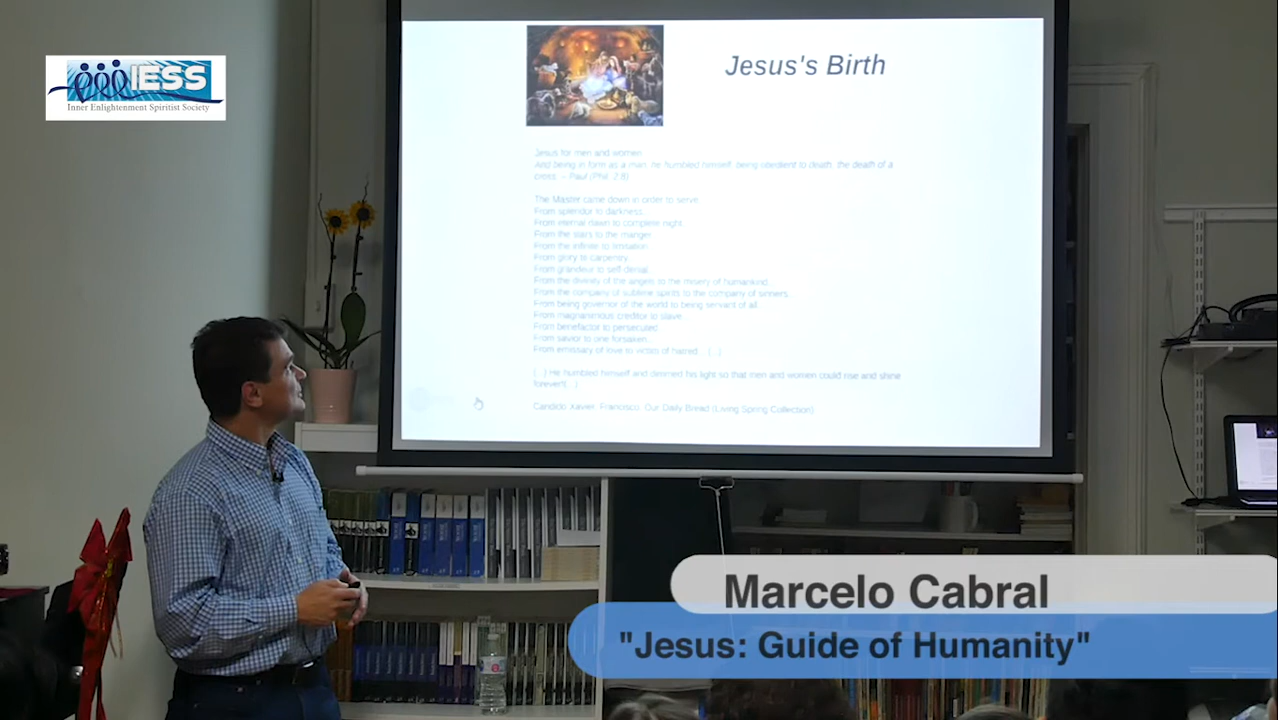 IESS
Inner Enlightenment Spiritist Society
Jesus's Birth
Jesus for men and women
And being in form as a man, he humbled himself, being obedient to death, the death of a
cross. – Paul (Phil. 2:8)
The Master came down in order to serve
From splendor to darkness...
From eternal dawn to complete night
From the stars to the manger
From the infinite to limitation
From glory to carpentry
From grandeur to self-denial
From the divinity of the angels to the misery of humankind...
From the company of sublime spirits to the company of sinners
From being governor of the world to being servant of all
From magnanimous creditor to slave
From benefactor to persecuted
From savior to one forsaken...
From emissary of love to victim of hatred... (...)
(...) He humbled himself and dimmed his light so that men and women could rise and shine
forever!(...)
Candido Xavier, Francisco. Our Daily Bread (Living Spring Collection)
Marcelo Cabral
"Jesus: Guide of Humanity"